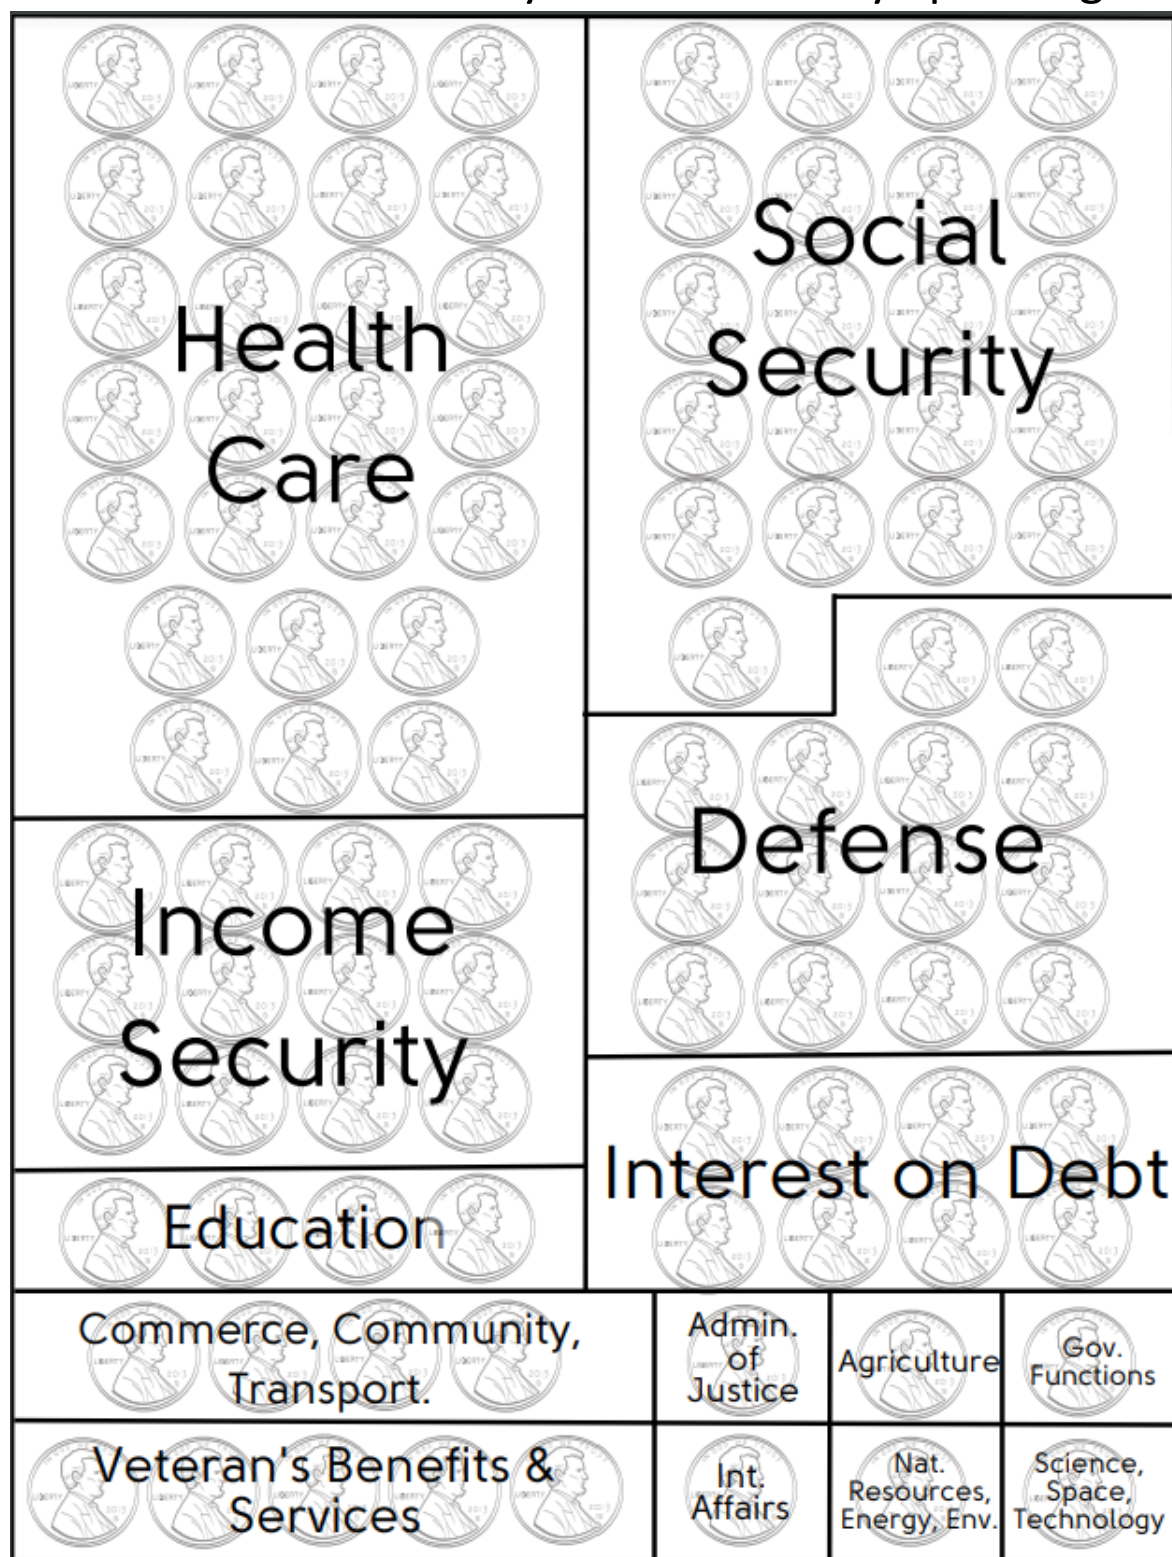 Health
Care
Social
Security
Income
Security
Defense
Education
Interest on Debt
Commerce, Community,
Transport.
Admin.
of
Justice
Agriculture
Gov.
Functions
Veteran's Benefits &
Services
Int.
Affairs
Nat.
Resources,
Energy, Env.
Science,
Space,
Technology